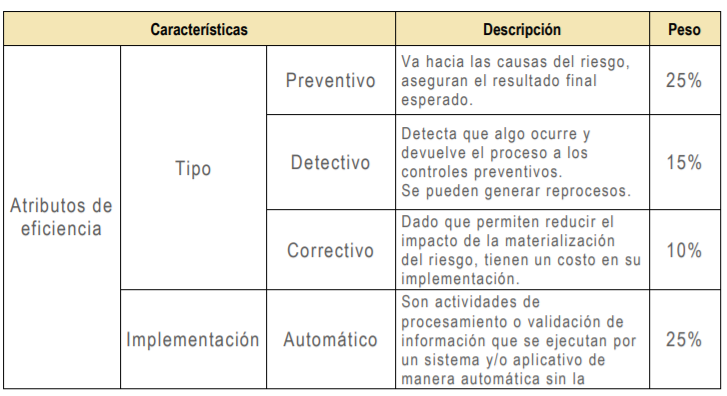 Características Descripción Peso
Atributos de
eficiencia
Tipo
Preventivo
Va hacia las causas del riesgo,
aseguran el resultado final
esperado.
25%
Detectivo
Detecta que algo ocurre y
devuelve el proceso a los
controles preventivos.
Se pueden generar reprocesos.
15%
Correctivo
Dado que permiten reducir el
impacto de la materialización
del riesgo, tienen un costo en su
implementación.
10%
Implementación
Automático
Son actividades de
procesamiento o validación de
información que se ejecutan por
un sistema y/o aplicativo de
manera automática sin la
25%